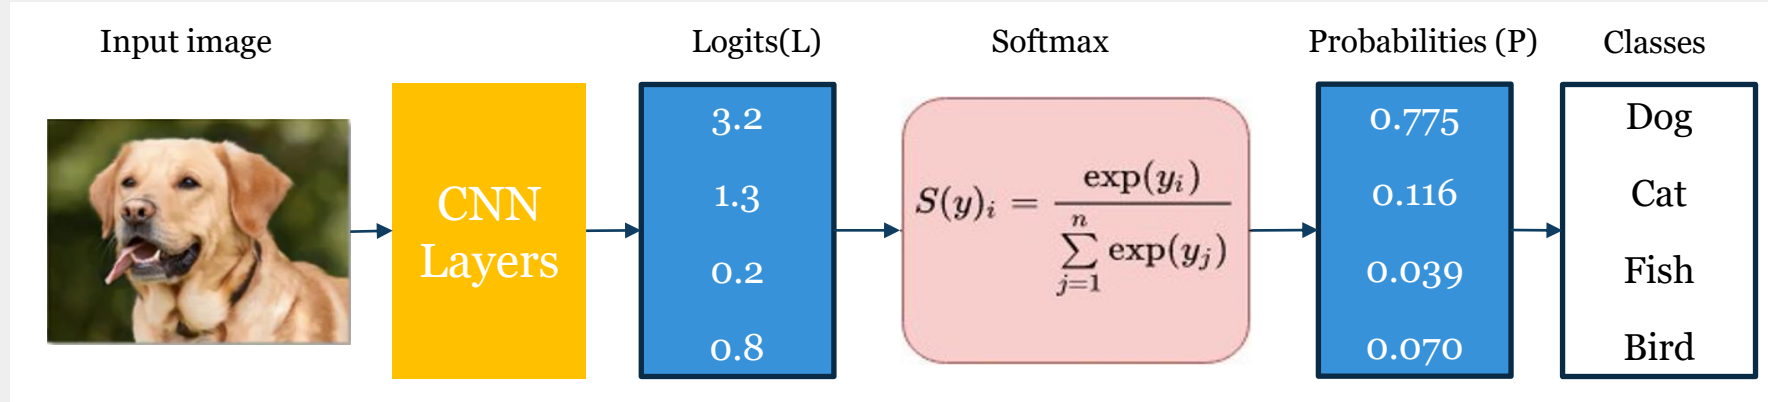 Input image
Logits(L)
Softmax
Probabilities (P)
Classes
CNN
Layers
3.2
1.3
0.2
0.8
S(y)i = exp(yi) / n∑j=1 exp(yj)
0.775
0.116
0.039
0.070
Dog
Cat
Fish
Bird